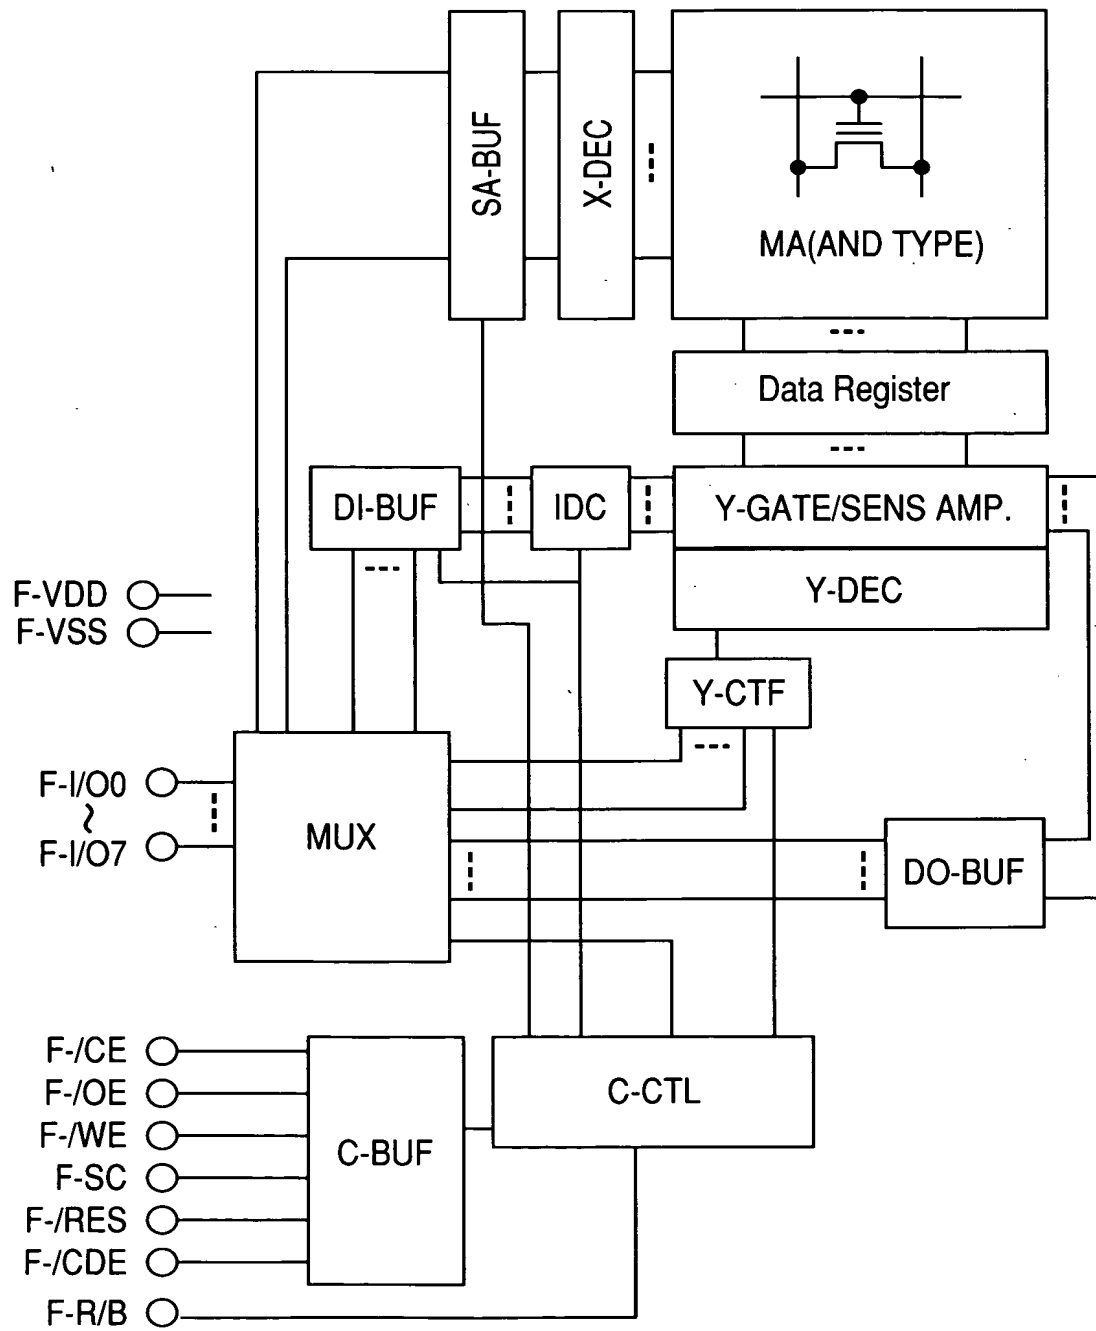 SA-BUF
X-DEC
MA(AND TYPE)
Data Register
DI-BUF
IDC
Y-GATE/SENS AMP.
Y-DEC
F-VDD
F-VSS
Y-CTF
F-I/O0
~
F-I/O7
MUX
DO-BUF
F-/CE
F-/OE
F-/WE
F-SC
F-/RES
F-/CDE
F-R/B
C-BUF
C-CTL